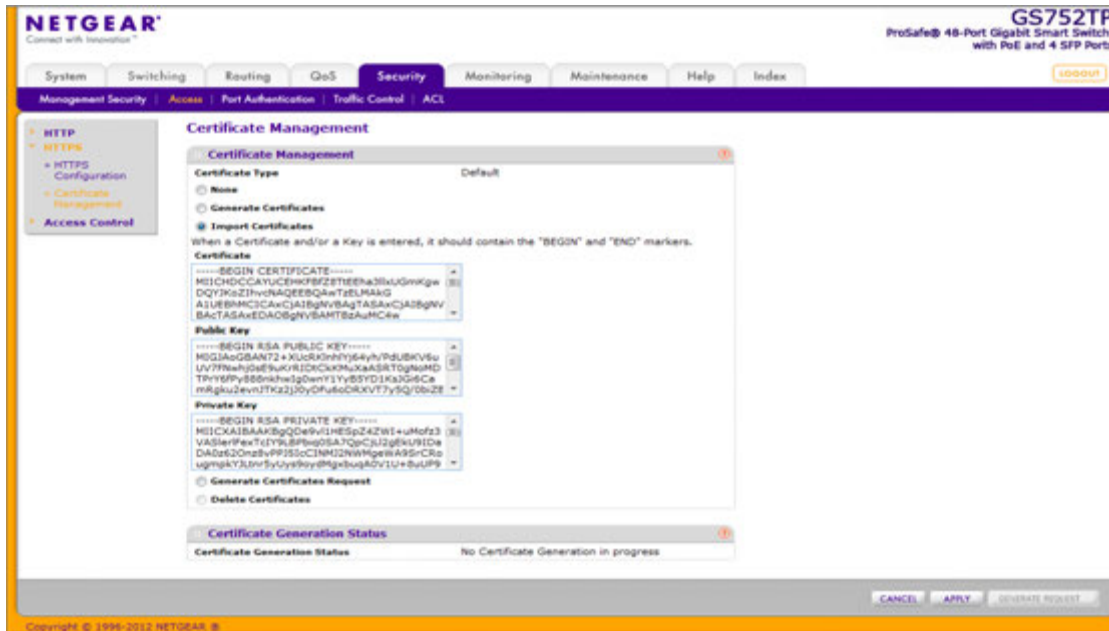 NETGEAR®
Connect with Innovation™
GS752TP
ProSafe® 48-Port Gigabit Smart Switch
with PoE and 4 SFP Ports
System Switching Routing QoS Security Monitoring Maintenance Help Index
LOGOUT
Management Security | Access | Port Authentication | Traffic Control | ACL
HTTP
HTTPS
HTTPS Configuration
Certificate Management
Access Control
Certificate Management
Certificate Management
Certificate Type Default
None
Generate Certificates
Import Certificates
When a Certificate and/or a Key is entered, it should contain the "BEGIN" and "END" markers.
Certificate
-----BEGIN CERTIFICATE-----
Public Key
-----BEGIN RSA PUBLIC KEY-----
Private Key
-----BEGIN RSA PRIVATE KEY-----
Generate Certificates Request
Delete Certificates
Certificate Generation Status
Certificate Generation Status No Certificate Generation in progress
CANCEL APPLY GENERATE REQUEST
Copyright © 1996-2012 NETGEAR ®